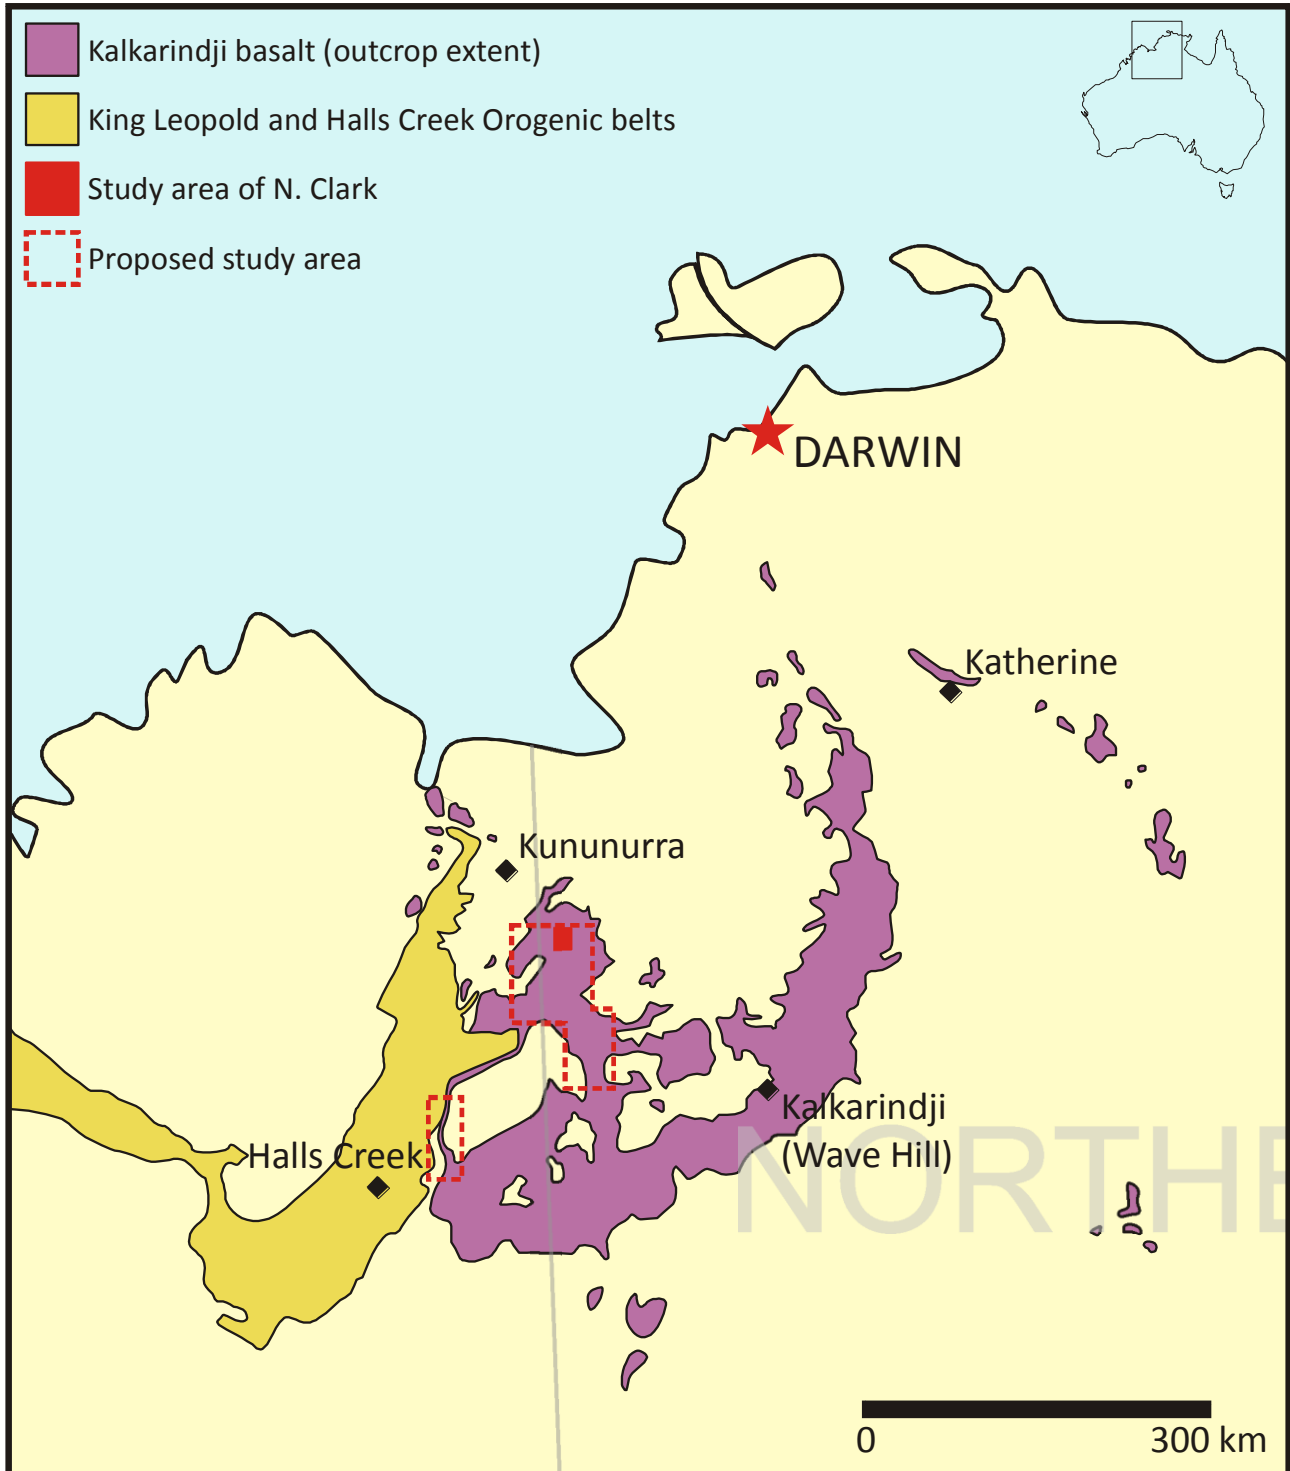 Kalkarindji basalt (outcrop extent)
King Leopold and Halls Creek Orogenic belts
Study area of N. Clark
Proposed study area
DARWIN
Katherine
Kununurra
Kalkarindji
(Wave Hill)
Halls Creek
NORTHE
0 300 km